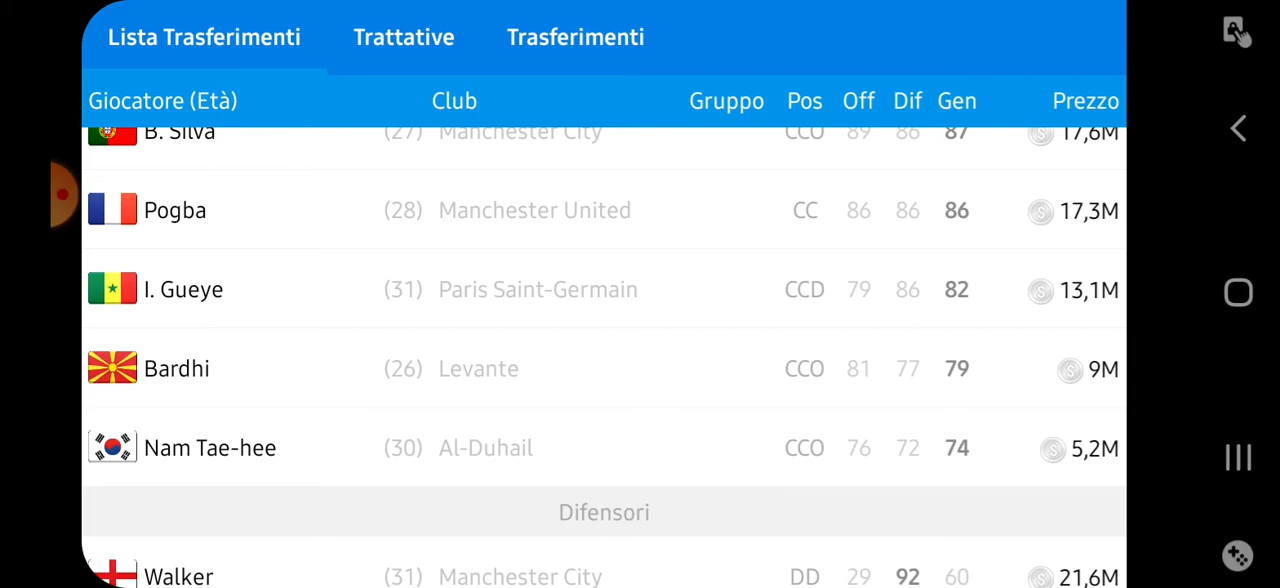 Lista Trasferimenti Trattative Trasferimenti
Giocatore (Età) Club Gruppo Pos Off Dif Gen Prezzo
B. Silva (27) Manchester City CCO 89 86 87 17,6M
Pogba (28) Manchester United CC 86 86 86 17,3M
I. Gueye (31) Paris Saint-Germain CCD 79 86 82 13,1M
Bardhi (26) Levante CCO 81 77 79 9M
Nam Tae-hee (30) Al-Duhail CCO 76 72 74 5,2M
Difensori
Walker (31) Manchester City DD 29 92 60 21,6M